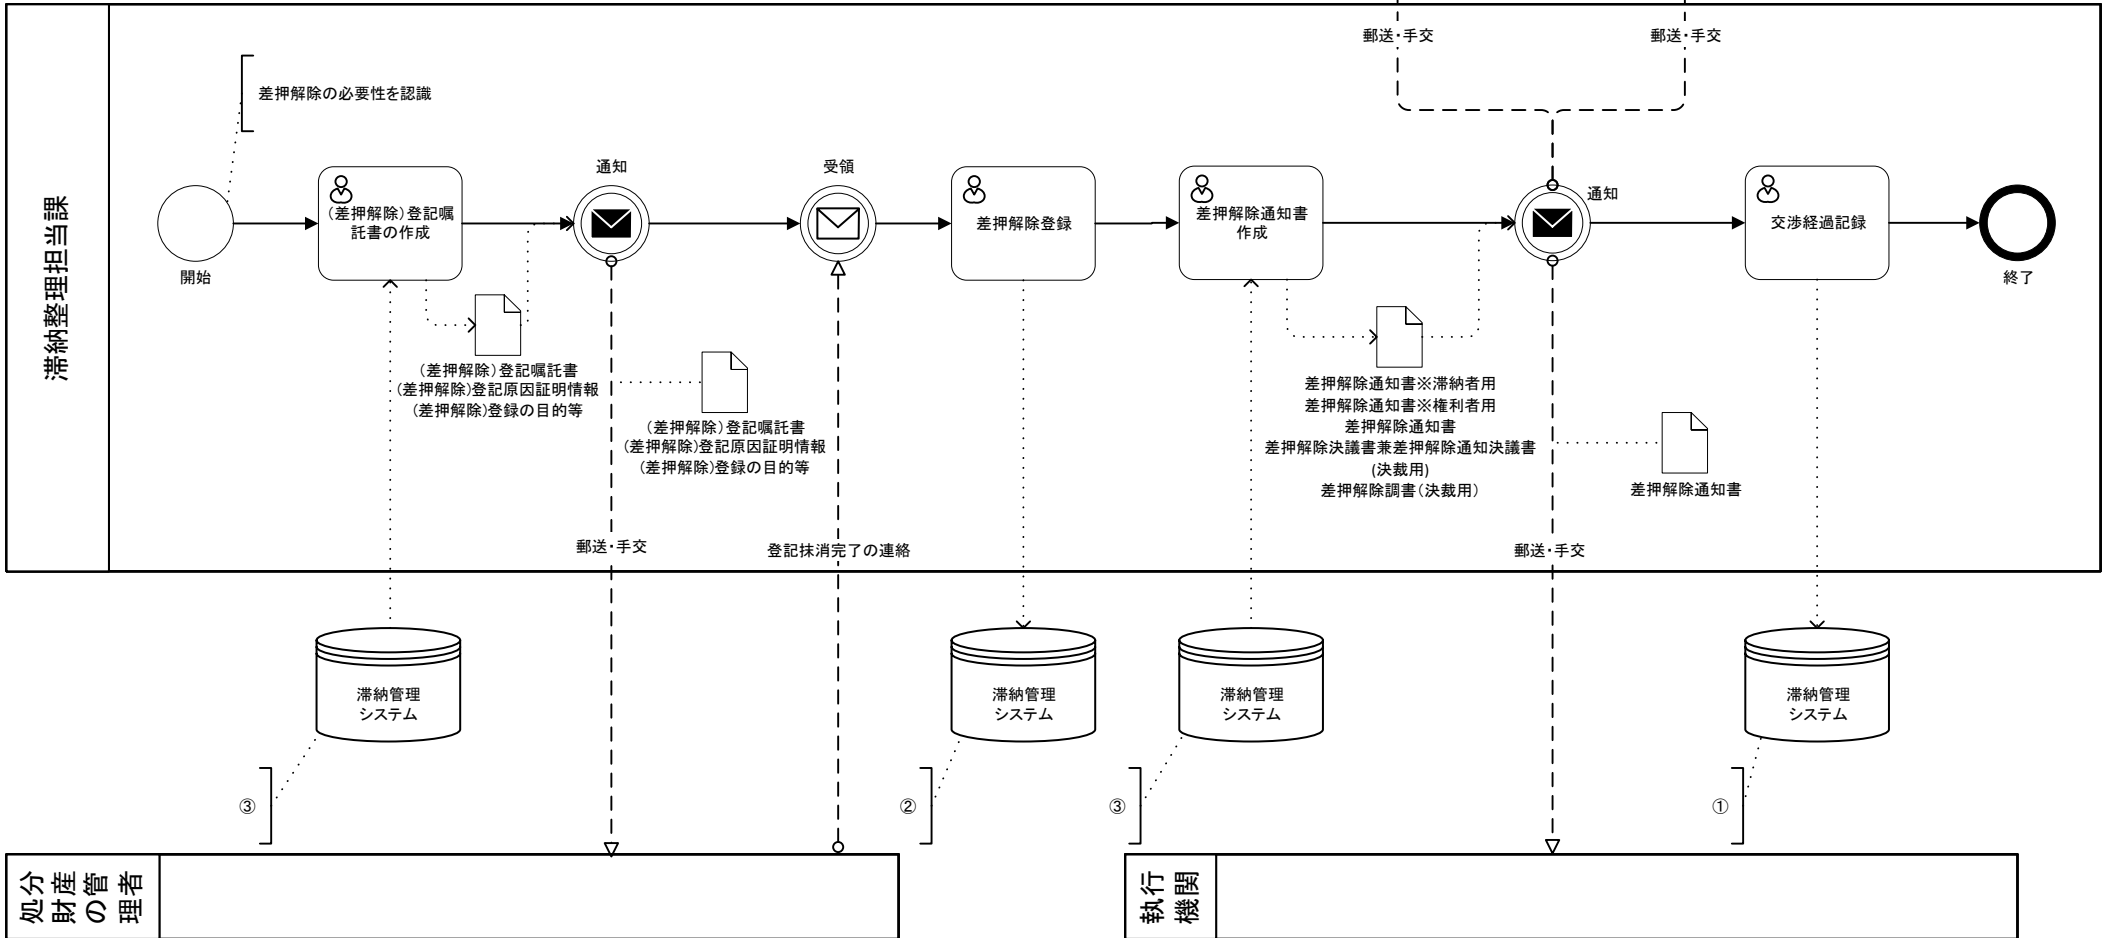 郵送・手交
郵送・手交
滞納整理担当課
差押解除の必要性を認識
開始
（差押解除）登記嘱
託書の作成
通知
受領
差押解除登録
差押解除通知書
作成
通知
交渉経過記録
終了
（差押解除）登記嘱託書
（差押解除）登記原因証明情報
（差押解除）登録の目的等
（差押解除）登記嘱託書
（差押解除）登記原因証明情報
（差押解除）登録の目的等
差押解除通知書※滞納者用
差押解除通知書※権利者用
差押解除通知書
差押解除決議書兼差押解除通知決議書
(決裁用)
差押解除調書（決裁用）
差押解除通知書
郵送・手交
登記抹消完了の連絡
郵送・手交
滞納管理
システム
滞納管理
システム
滞納管理
システム
滞納管理
システム
③
②
③
①
処分
財産
の管
理者
執行
機関